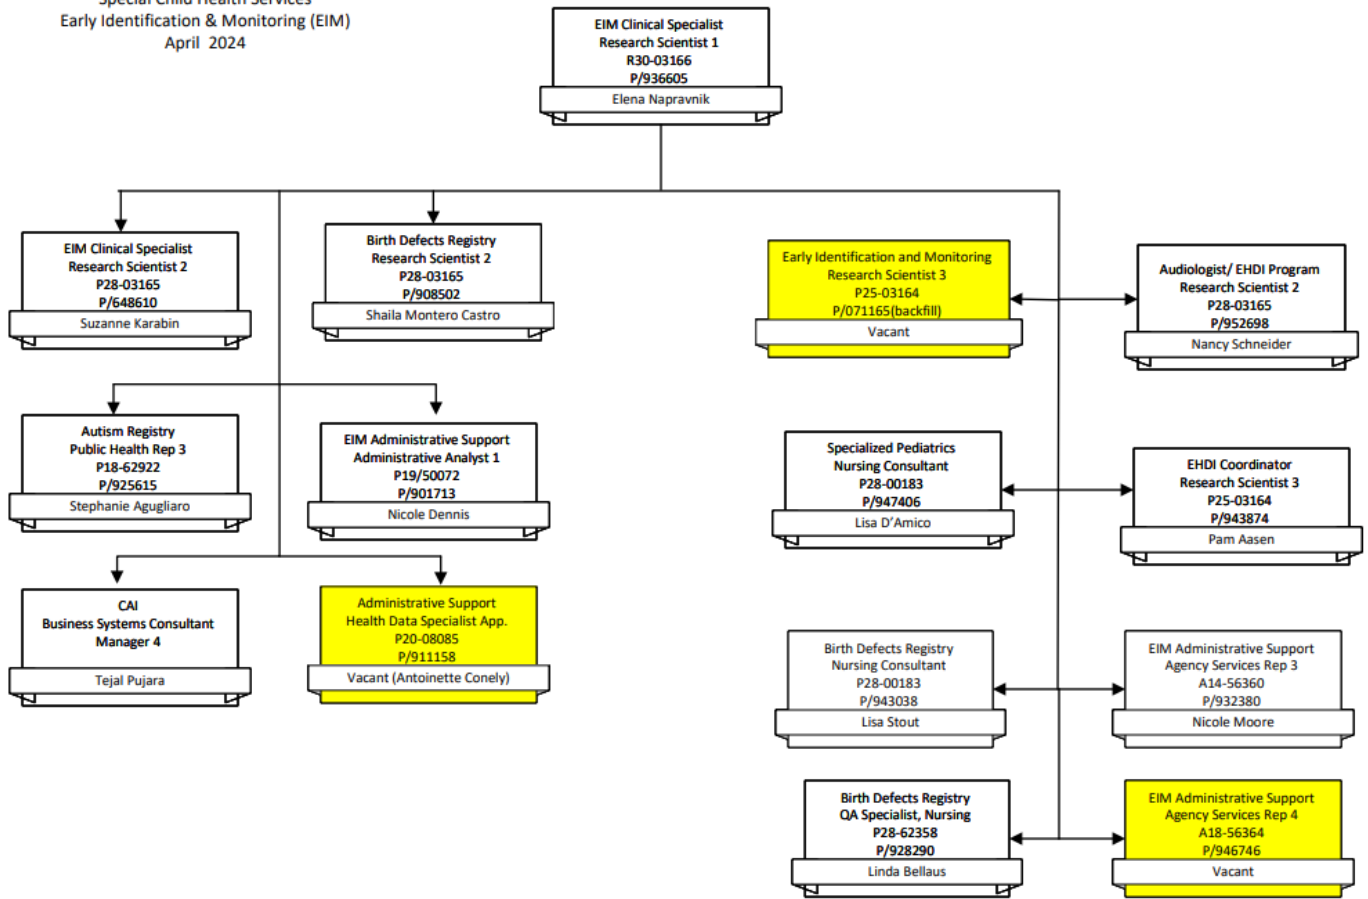 Special Child Health Services
Early Identification & Monitoring (EIM)
April 2024
EIM Clinical Specialist
Research Scientist 1
R30-03166
P/936605
Elena Napravnik
EIM Clinical Specialist
Research Scientist 2
P28-03165
P/648610
Suzanne Karabin
Birth Defects Registry
Research Scientist 2
P28-03165
P/908502
Shaila Montero Castro
Early Identification and Monitoring
Research Scientist 3
P25-03164
P/071165(backfill)
Vacant
Audiologist/ EHDI Program
Research Scientist 2
P28-03165
P/952698
Nancy Schneider
Autism Registry
Public Health Rep 3
P18-62922
P/925615
Stephanie Agugliaro
EIM Administrative Support
Administrative Analyst 1
P19/50072
P/901713
Nicole Dennis
Specialized Pediatrics
Nursing Consultant
P28-00183
P/947406
Lisa D’Amico
EHDI Coordinator
Research Scientist 3
P25-03164
P/943874
Pam Aasen
CAI
Business Systems Consultant
Manager 4
Tejal Pujara
Administrative Support
Health Data Specialist App.
P20-08085
P/911158
Vacant (Antoinette Conely)
Birth Defects Registry
Nursing Consultant
P28-00183
P/943038
Lisa Stout
EIM Administrative Support
Agency Services Rep 3
A14-56360
P/932380
Nicole Moore
Birth Defects Registry
QA Specialist, Nursing
P28-62358
P/928290
Linda Bellaus
EIM Administrative Support
Agency Services Rep 4
A18-56364
P/946746
Vacant